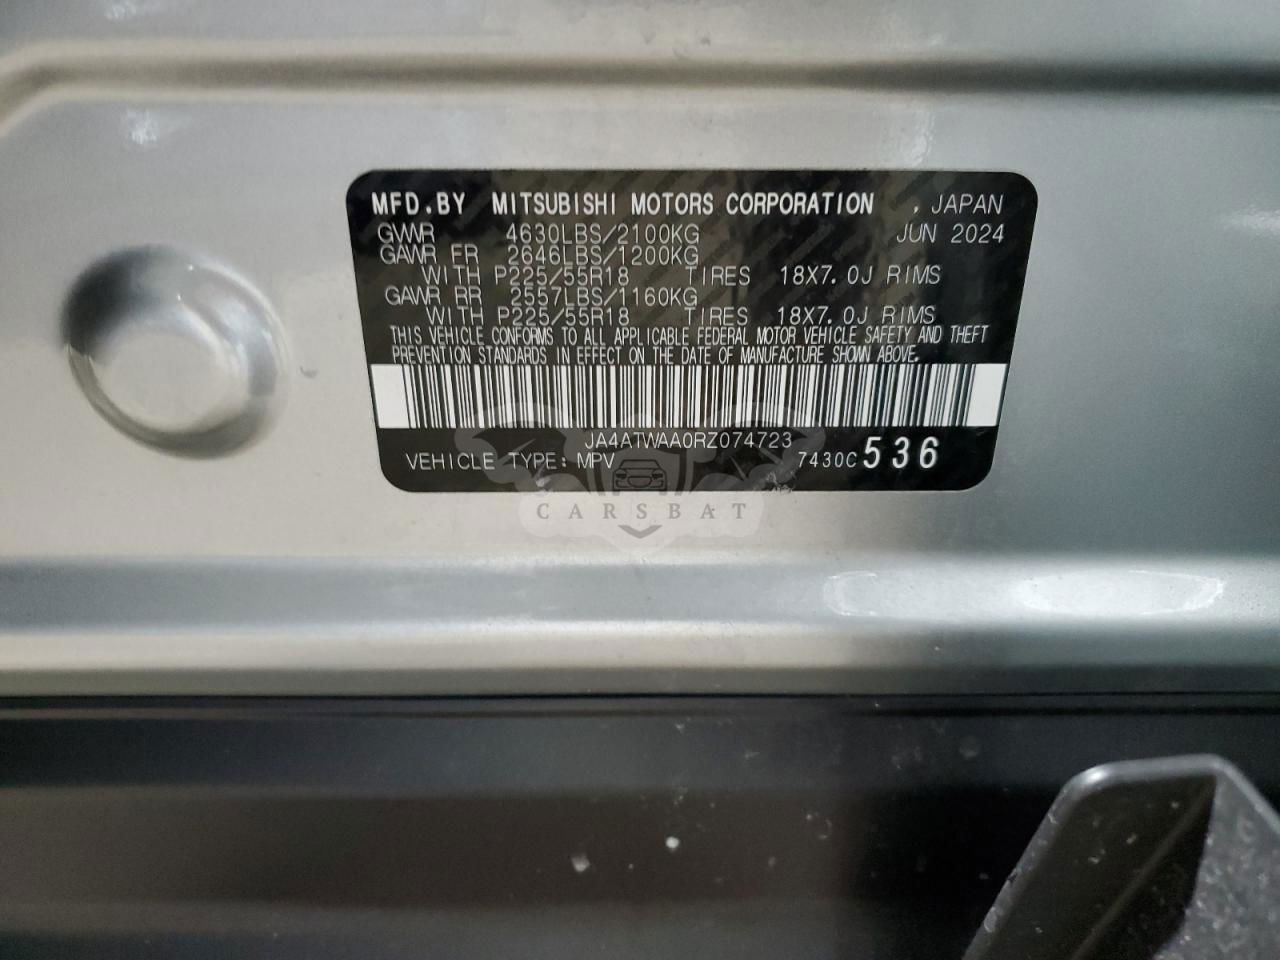 MFD.BY MITSUBISHI MOTORS CORPORATION , JAPAN
GVWR 4630LBS/2100KG JUN 2024
GAWR FR 2646LBS/1200KG
WITH P225/55R18 TIRES 18X7.0J RIMS
GAWR RR 2557LBS/1160KG
WITH P225/55R18 TIRES 18X7.0J RIMS
THIS VEHICLE CONFORMS TO ALL APPLICABLE FEDERAL MOTOR VEHICLE SAFETY AND THEFT
PREVENTION STANDARDS IN EFFECT ON THE DATE OF MANUFACTURE SHOWN ABOVE.
JA4ATWAA0RZ074723
VEHICLE TYPE: MPV 7430C 536
CARSBAT